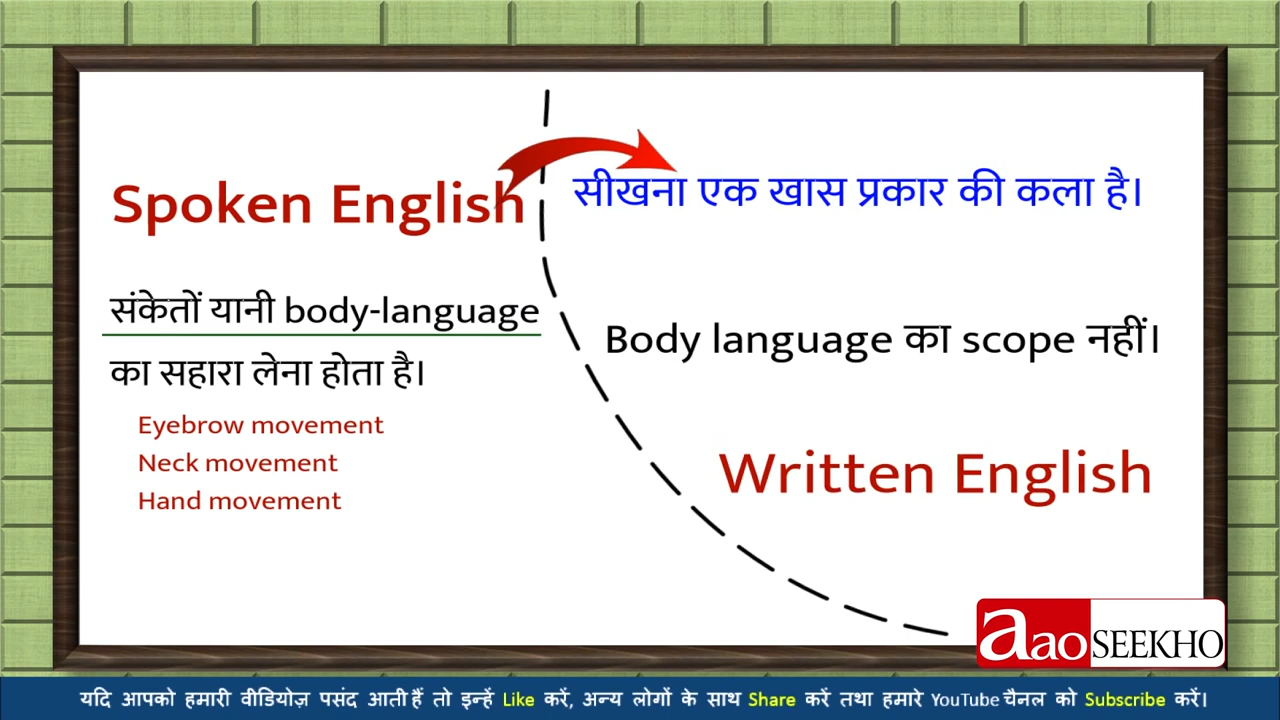 Spoken English
सीखना एक खास प्रकार की कला है।
संकेतों यानी body-language
का सहारा लेना होता है।
Eyebrow movement
Neck movement
Hand movement
Body language का scope नहीं।
Written English
aao SEEKHO
यदि आपको हमारी वीडियोज़ पसंद आती हैं तो इन्हें Like करें, अन्य लोगों के साथ Share करें तथा हमारे YouTube चैनल को Subscribe करें।